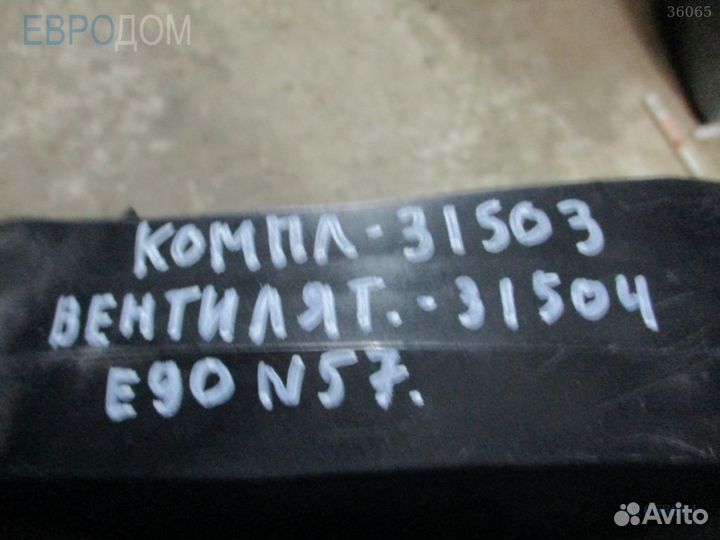 ЕВРОДОМ
36065
КОМПЛ-31503
ВЕНТИЛЯТ.-31504
E90 N57.
Avito